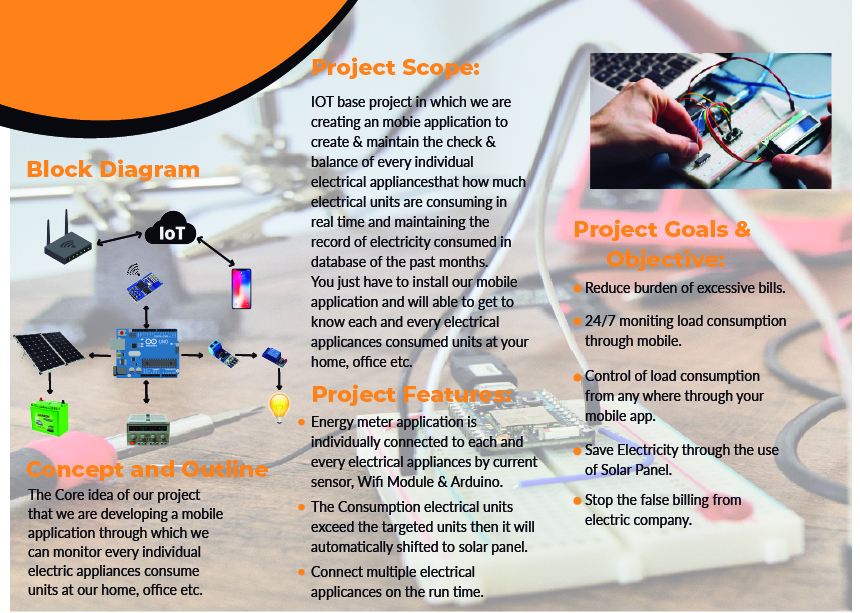 Block Diagram
IoT
UNO
Concept and Outline
The Core idea of our project
that we are developing a mobile
application through which we
can monitor every individual
electric appliances consume
units at our home, office etc.
Project Scope:
IOT base project in which we are
creating an mobie application to
create & maintain the check &
balance of every individual
electrical appliancesthat how much
electrical units are consuming in
real time and maintaining the
record of electricity consumed in
database of the past months.
You just have to install our mobile
application and will able to get to
know each and every electrical
applicances consumed units at your
home, office etc.
Project Features:
Energy meter application is
individually connected to each and
every electrical appliances by current
sensor, Wifi Module & Arduino.
The Consumption electrical units
exceed the targeted units then it will
automatically shifted to solar panel.
Connect multiple electrical
applicances on the run time.
Project Goals &
Objective:
Reduce burden of excessive bills.
24/7 moniting load consumption
through mobile.
Control of load consumption
from any where through your
mobile app.
Save Electricity through the use
of Solar Panel.
Stop the false billing from
electric company.